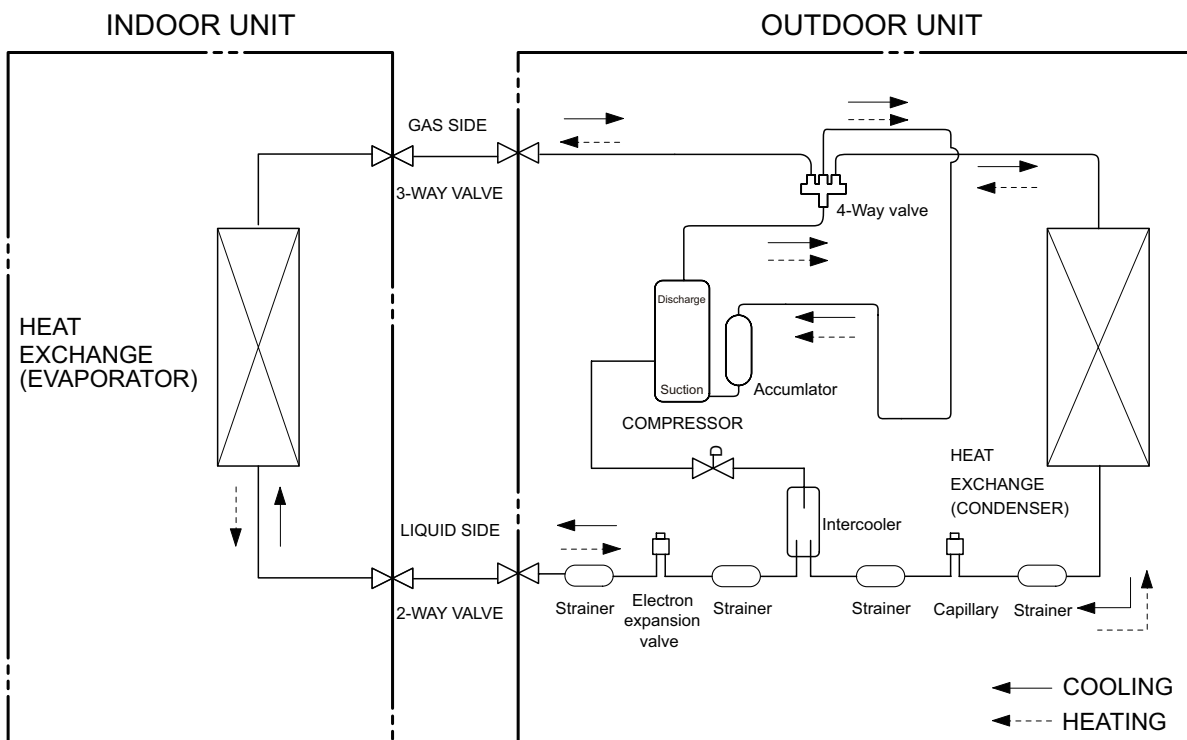 INDOOR UNIT
OUTDOOR UNIT
GAS SIDE
3-WAY VALVE
4-Way valve
HEAT
EXCHANGE
(EVAPORATOR)
Discharge
Suction
Accumlator
COMPRESSOR
HEAT
EXCHANGE
(CONDENSER)
Intercooler
LIQUID SIDE
2-WAY VALVE
Strainer
Electron
expansion
valve
Strainer
Strainer
Capillary
Strainer
COOLING
HEATING